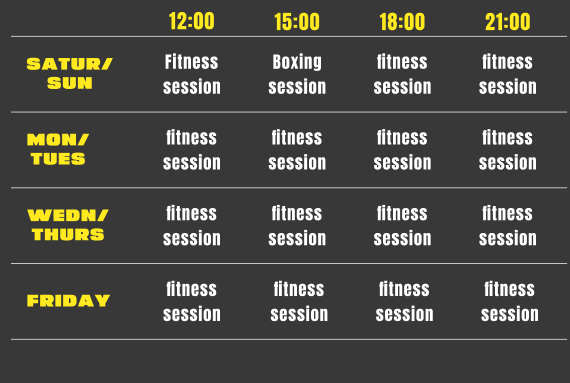 12:00 15:00 18:00 21:00
SATUR/ Fitness Boxing fitness fitness
SUN session session session session
MON/ fitness fitness fitness fitness
TUES session session session session
WEDN/ fitness fitness fitness fitness
THURS session session session session
fitness fitness fitness fitness
FRIDAY
session session session session